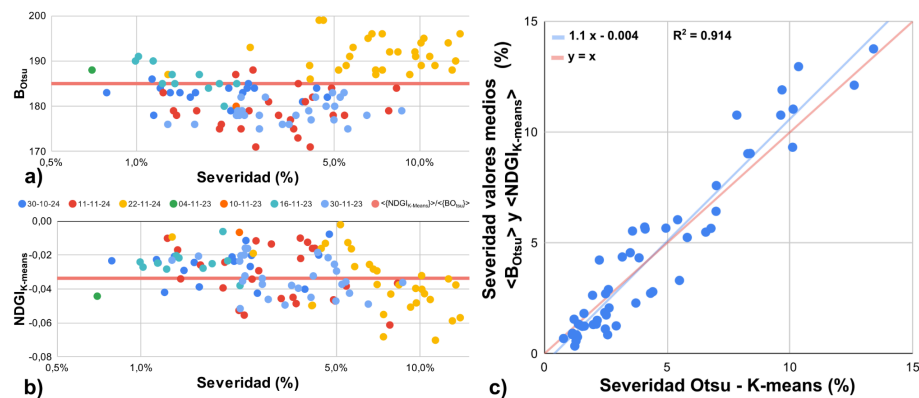 200
190
180
170
B_Otsu
0,5%
1,0%
5,0%
10,0%
Severidad (%)
a)
30-10-24
11-11-24
22-11-24
04-11-23
10-11-23
16-11-23
30-11-23
<{NDGI_K-Means}>/<{BO_tsu}>
0,00
-0,02
-0,04
-0,06
-0,08
NDGI_K-means
0,5%
1,0%
5,0%
10,0%
Severidad (%)
b)
1.1 x - 0.004
R² = 0.914
y = x
15
10
5
0
Severidad valores medios (%)
<B_Otsu> y <NDGI_K-means>
0
5
10
15
Severidad Otsu - K-means (%)
c)